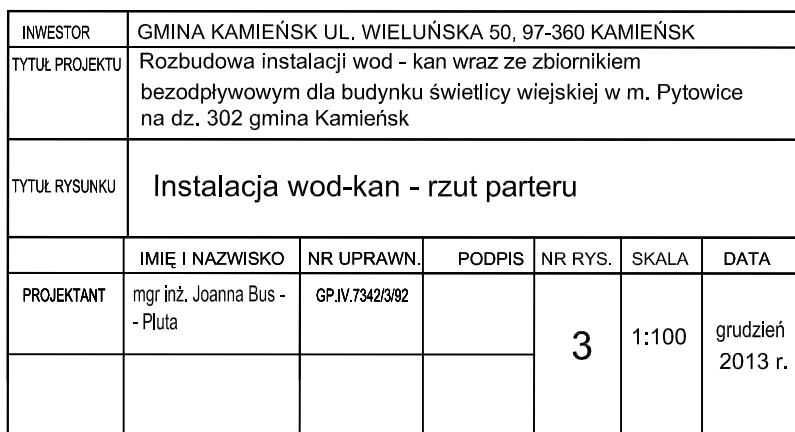 INWESTOR GMINA KAMIEŃSK UL. WIELUŃSKA 50, 97-360 KAMIEŃSK
TYTUŁ PROJEKTU Rozbudowa instalacji wod - kan wraz ze zbiornikiem
bezodpływowym dla budynku świetlicy wiejskiej w m. Pytowice
na dz. 302 gmina Kamieńsk
TYTUŁ RYSUNKU Instalacja wod-kan - rzut parteru
IMIĘ I NAZWISKO NR UPRAWN. PODPIS NR RYS. SKALA DATA
PROJEKTANT mgr inż. Joanna Bus - GP.IV.7342/3/92
- Pluta
3 1:100 grudzień
2013 r.